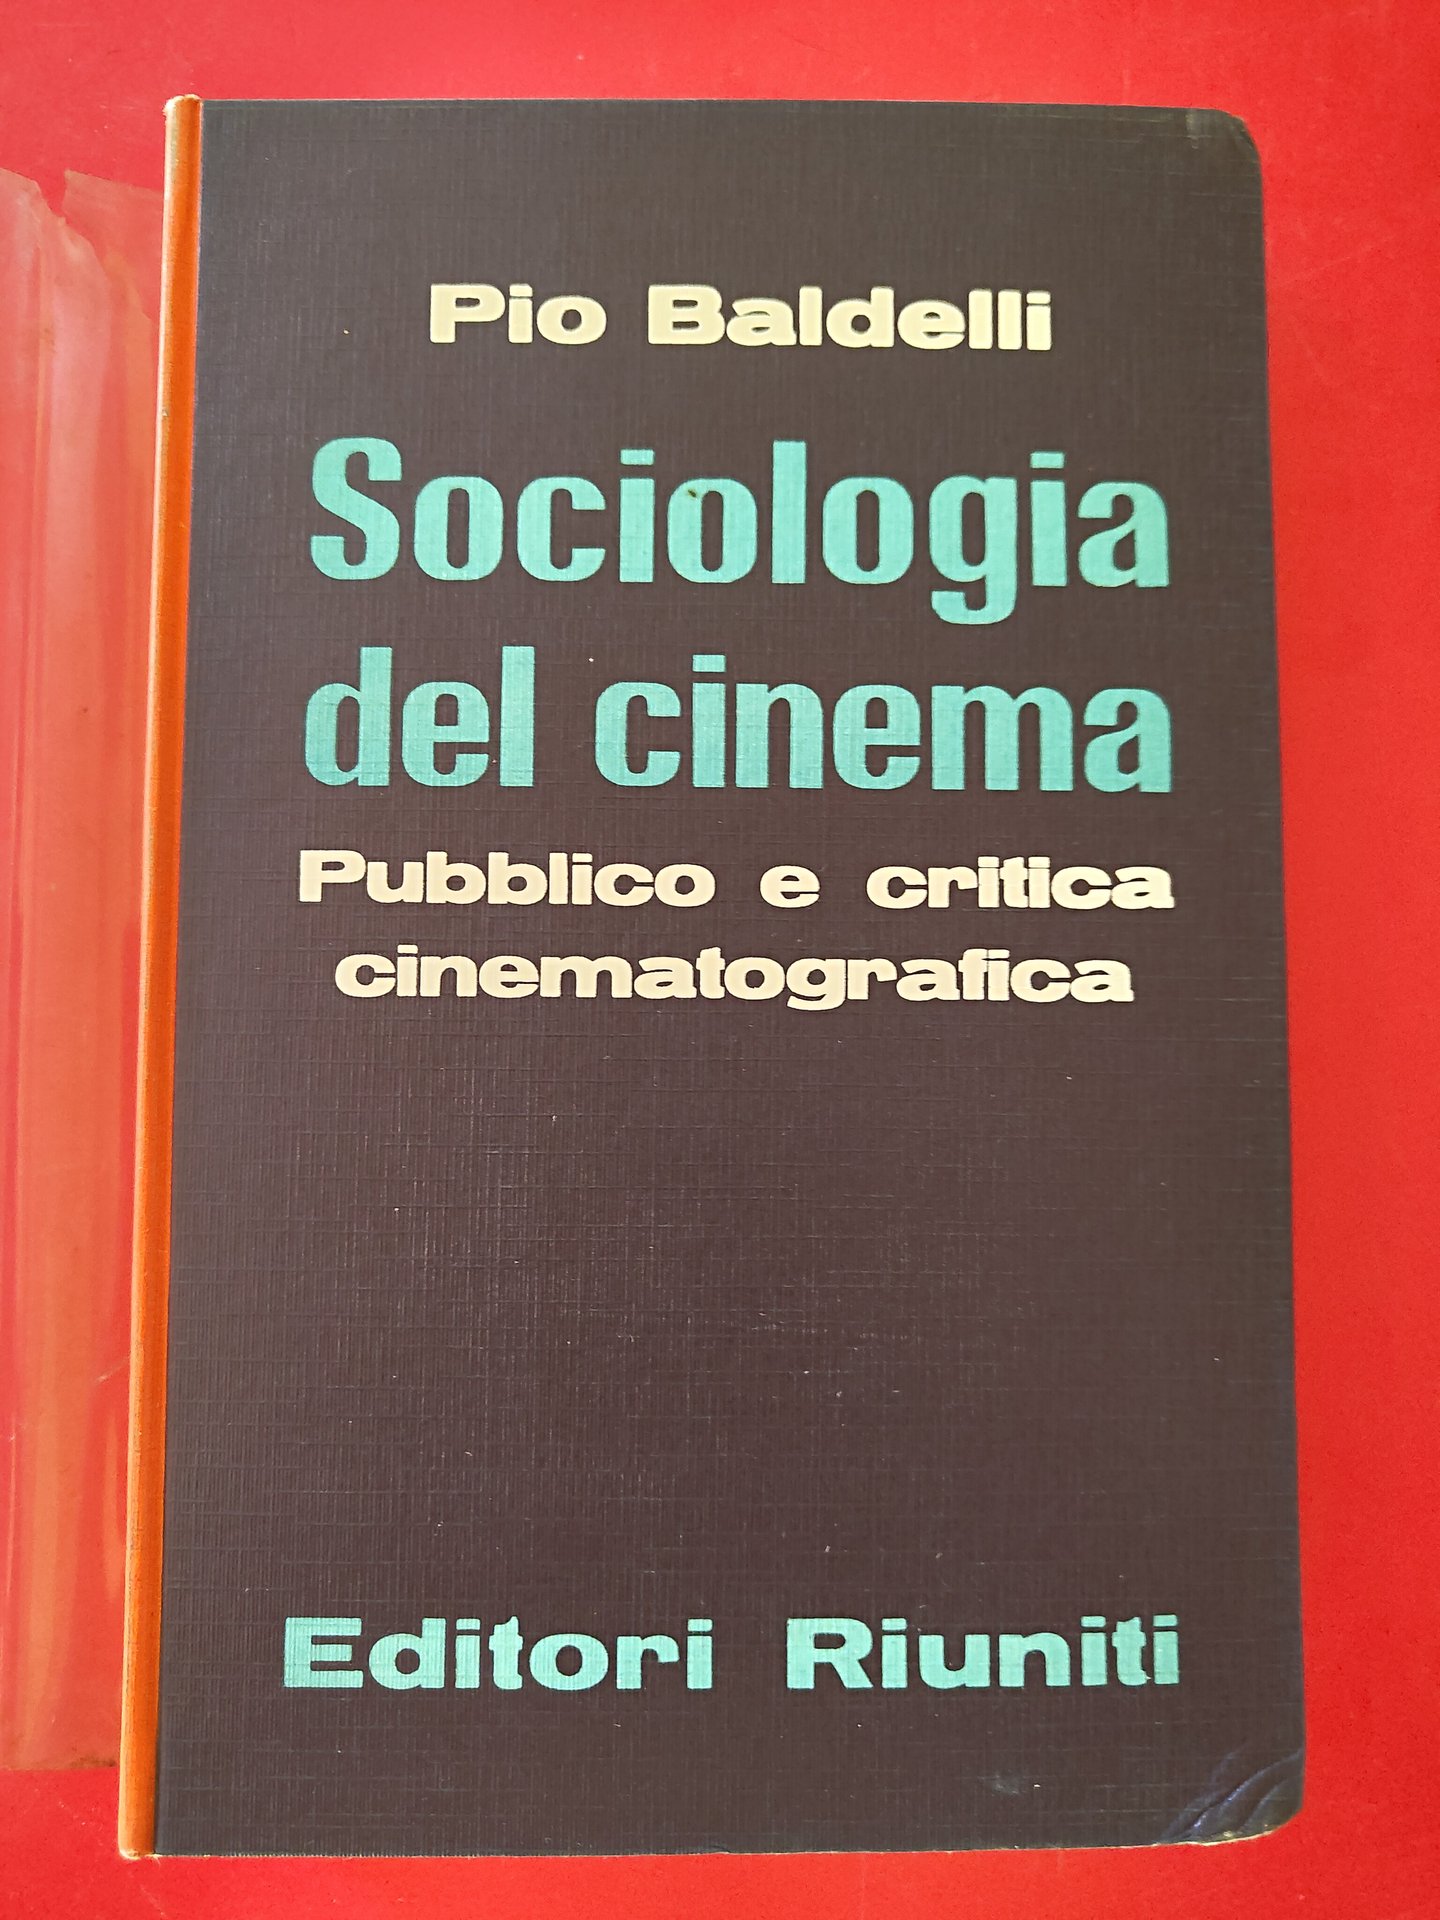 Pio Baldelli
Sociologia
del cinema
Pubblico e critica
cinematografica
Editori Riuniti